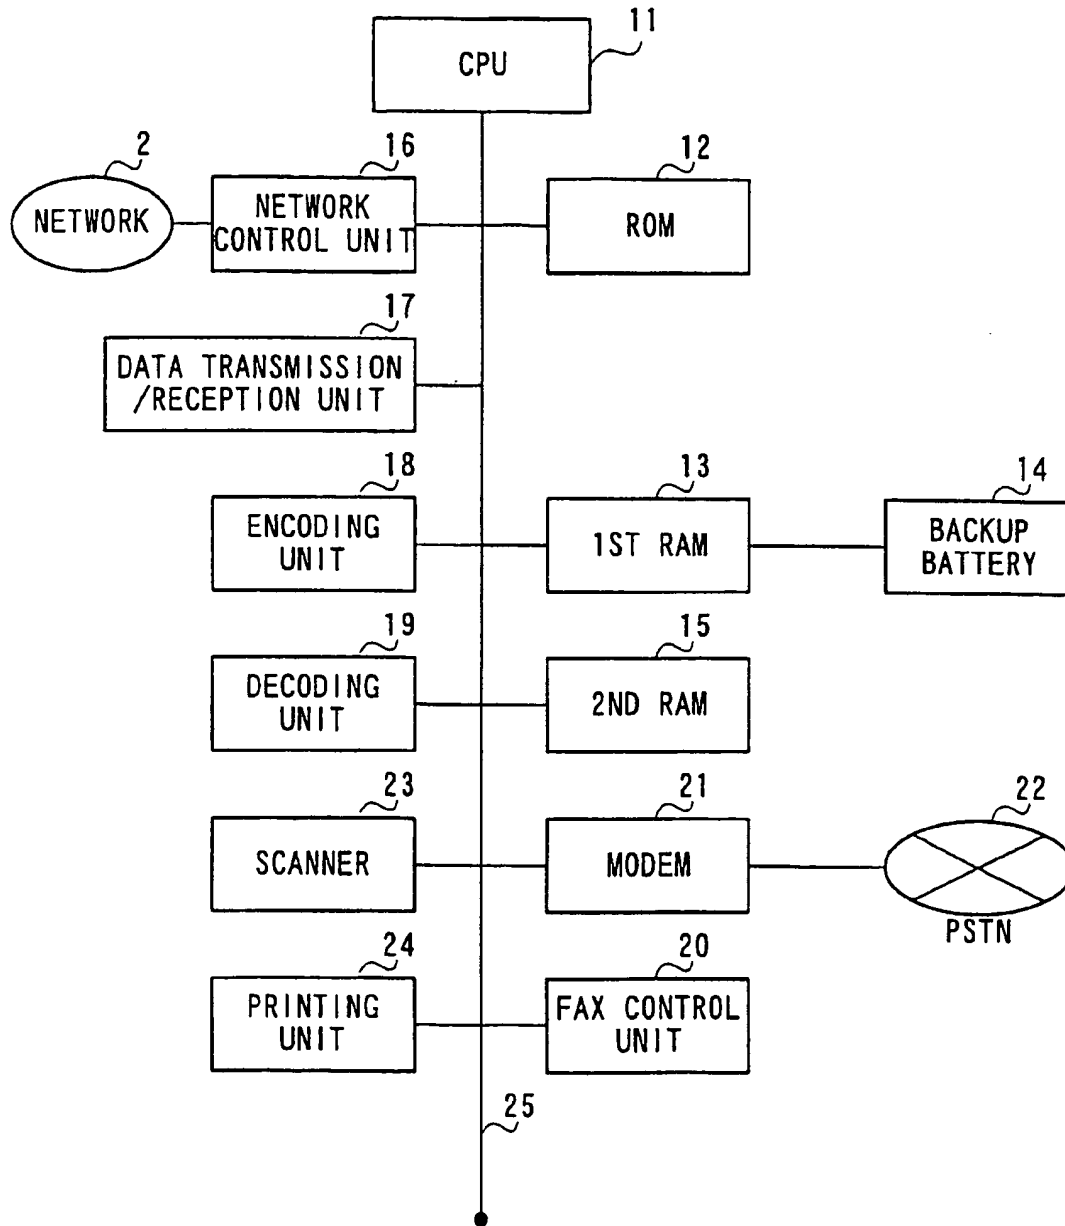 11
CPU
2
16
12
NETWORK
NETWORK
CONTROL UNIT
ROM
17
DATA TRANSMISSION
/RECEPTION UNIT
18
13
14
ENCODING
UNIT
1ST RAM
BACKUP
BATTERY
19
15
DECODING
UNIT
2ND RAM
23
21
22
SCANNER
MODEM
PSTN
24
20
PRINTING
UNIT
FAX CONTROL
UNIT
25